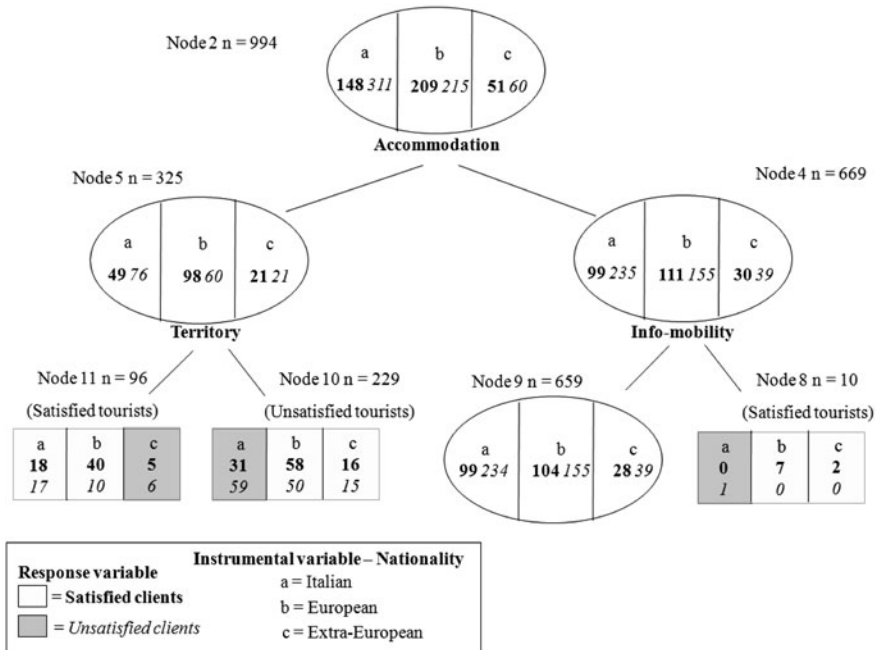 Node 2 n = 994
a b c
148 311 209 215 51 60
Accommodation
Node 5 n = 325
Node 4 n = 669
a b c
49 76 98 60 21 21
Territory
a b c
99 235 111 155 30 39
Info-mobility
Node 11 n = 96
(Satisfied tourists)
a b c
18 40 5
17 10 6
Node 10 n = 229
(Unsatisfied tourists)
a b c
31 58 16
59 50 15
Node 9 n = 659
a b c
99 234 104 155 28 39
Node 8 n = 10
(Satisfied tourists)
a b c
0 7 2
1 0 0
Response variable
= Satisfied clients
= Unsatisfied clients
Instrumental variable – Nationality
a = Italian
b = European
c = Extra-European